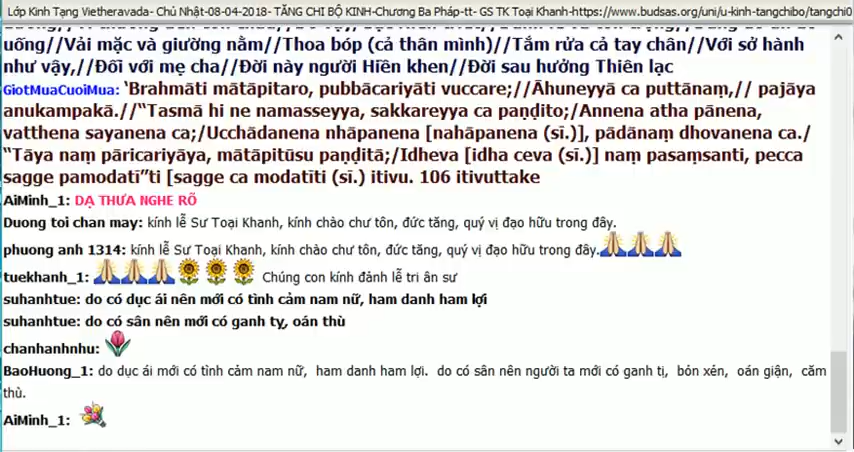 Lớp Kinh Tạng Vietheravada- Chủ Nhật-08-04-2018- TĂNG CHI BỘ KINH-Chương Ba Pháp-tt- GS TK Toại Khanh-https://www.budsas.org/uni/u-kinh-tangchibo/tangchi0
uống//Vải mặc và giường nằm//Thoa bóp (cả thân mình)//Tắm rửa cả tay chân//Với sở hành
như vậy,//Đối với mẹ cha//Đời này người Hiền khen//Đời sau hưởng Thiên lạc
GiotMuaCuoiMua: ‘Brahmāti mātāpitaro, pubbācariyāti vuccare;//Āhuneyyā ca puttānaṃ,// pajāya
anukampakā.//“Tasmā hi ne namasseyya, sakkareyya ca paṇḍito;/Annena atha pānena,
vatthena sayanena ca;/Ucchādanena nhāpanena [nahāpanena (sī.)], pādānaṃ dhovanena ca./
“Tāya naṃ pāricariyāya, mātāpitūsu paṇḍitā;/Idheva [idha ceva (sī.)] naṃ pasaṃsanti, pecca
sagge pamodatī”ti [sagge ca modatīti (sī.) itivu. 106 itivuttake
AiMinh_1: DẠ THƯA NGHE RÕ
Duong toi chan may: kính lễ Sư Toại Khanh, kính chào chư tôn, đức tăng, quý vị đạo hữu trong đây.
phuong anh 1314: kính lễ Sư Toại Khanh, kính chào chư tôn, đức tăng, quý vị đạo hữu trong đây.
tuekhanh_1: Chúng con kính đảnh lễ tri ân sư
suhanhtue: do có dục ái nên mới có tình cảm nam nữ, ham danh ham lợi
suhanhtue: do có sân nên mới có ganh tỵ, oán thù
chanhanhnhu:
BaoHuong_1: do dục ái mới có tình cảm nam nữ, ham danh ham lợi. do có sân nên người ta mới có ganh tị, bỏn xẻn, oán giận, căm
thù.
AiMinh_1: